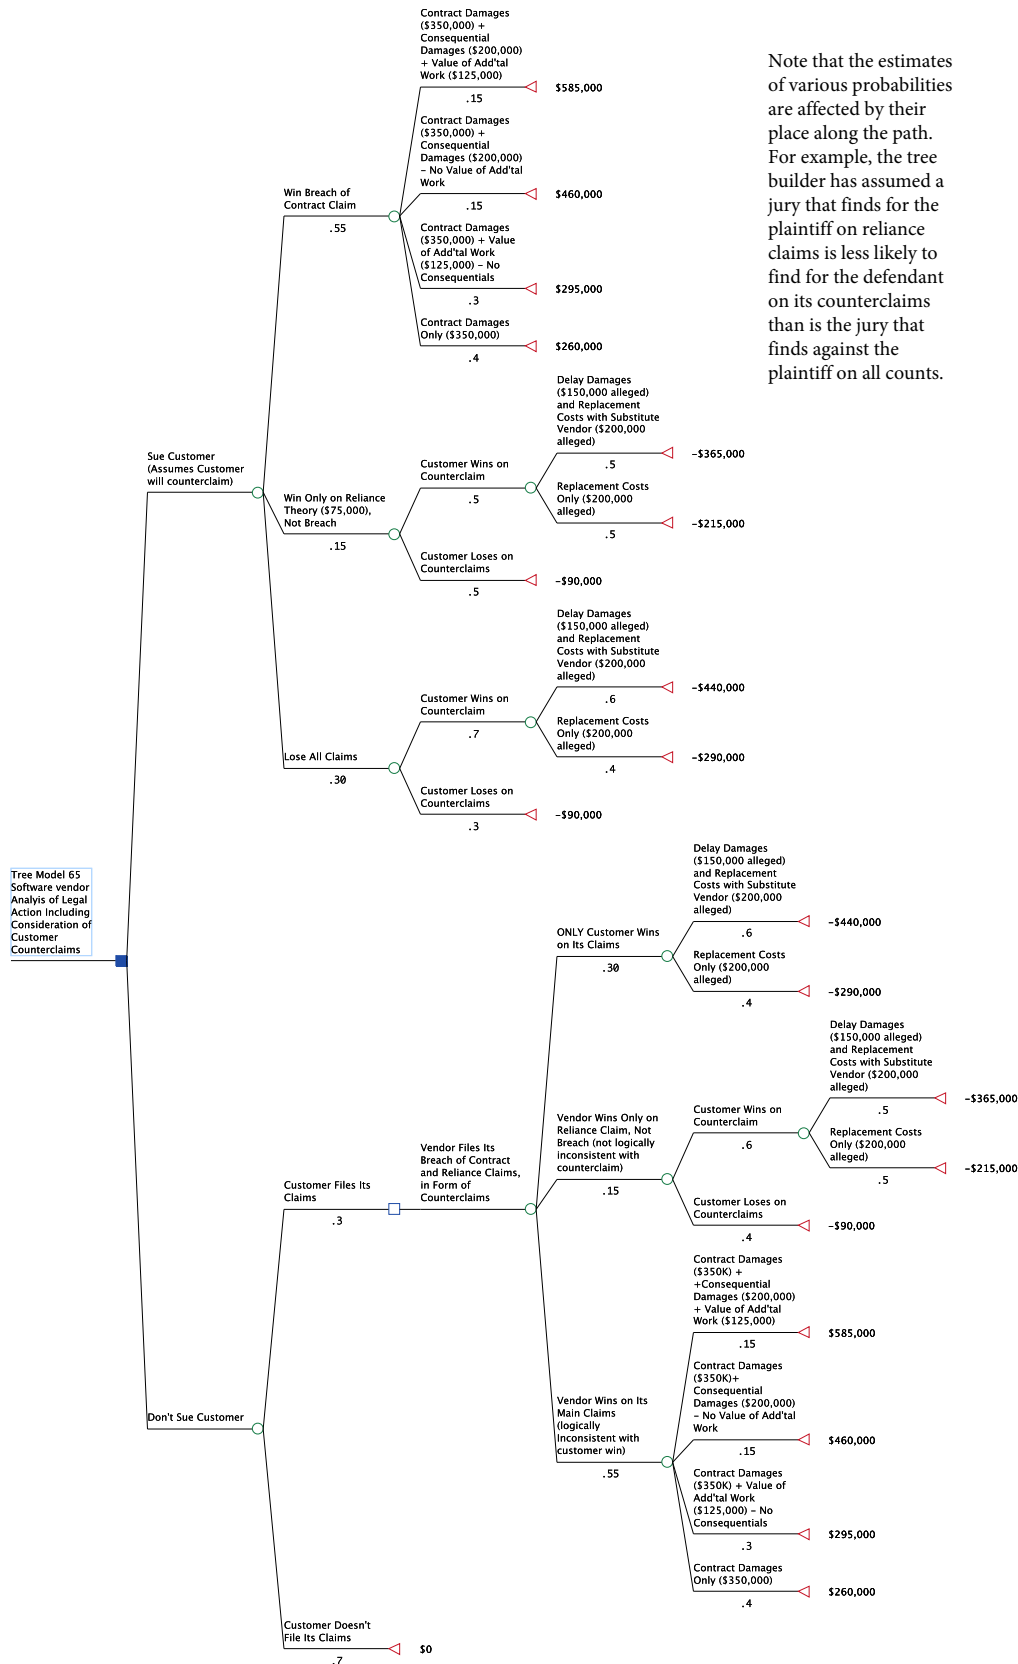 Contract Damages
($350,000) +
Consequential
Damages ($200,000)
+ Value of Add'tal
Work ($125,000)
.15
$585,000
Contract Damages
($350,000) +
Consequential
Damages ($200,000)
– No Value of Add'tal
Work
.15
$460,000
Win Breach of
Contract Claim
.55
Contract Damages
($350,000) + Value
of Add'tal Work
($125,000) – No
Consequentials
.3
$295,000
Contract Damages
Only ($350,000)
.4
$260,000
Note that the estimates
of various probabilities
are affected by their
place along the path.
For example, the tree
builder has assumed a
jury that finds for the
plaintiff on reliance
claims is less likely to
find for the defendant
on its counterclaims
than is the jury that
finds against the
plaintiff on all counts.
Sue Customer
(Assumes Customer
will counterclaim)
Win Only on Reliance
Theory ($75,000),
Not Breach
.15
Customer Wins on
Counterclaim
.5
Delay Damages
($150,000 alleged)
and Replacement
Costs with Substitute
Vendor ($200,000
alleged)
.5
–$365,000
Replacement Costs
Only ($200,000
alleged)
.5
–$215,000
Customer Loses on
Counterclaims
.5
–$90,000
Lose All Claims
.30
Customer Wins on
Counterclaim
.7
Delay Damages
($150,000 alleged)
and Replacement
Costs with Substitute
Vendor ($200,000
alleged)
.6
–$440,000
Replacement Costs
Only ($200,000
alleged)
.4
–$290,000
Customer Loses on
Counterclaims
.3
–$90,000
Tree Model 65
Software vendor
Analyis of Legal
Action Including
Consideration of
Customer
Counterclaims
Don't Sue Customer
Customer Files Its
Claims
.3
Vendor Files Its
Breach of Contract
and Reliance Claims,
in Form of
Counterclaims
ONLY Customer Wins
on Its Claims
.30
Delay Damages
($150,000 alleged)
and Replacement
Costs with Substitute
Vendor ($200,000
alleged)
.6
–$440,000
Replacement Costs
Only ($200,000
alleged)
.4
–$290,000
Vendor Wins Only on
Reliance Claim, Not
Breach (not logically
inconsistent with
counterclaim)
.15
Customer Wins on
Counterclaim
.6
Delay Damages
($150,000 alleged)
and Replacement
Costs with Substitute
Vendor ($200,000
alleged)
.5
–$365,000
Replacement Costs
Only ($200,000
alleged)
.5
–$215,000
Customer Loses on
Counterclaims
.4
–$90,000
Vendor Wins on Its
Main Claims
(logically
Inconsistent with
customer win)
.55
Contract Damages
($350K) +
+Consequential
Damages ($200,000)
+ Value of Add'tal
Work ($125,000)
.15
$585,000
Contract Damages
($350K)+
Consequential
Damages ($200,000)
– No Value of Add'tal
Work
.15
$460,000
Contract Damages
($350K) + Value of
Add'tal Work
($125,000) – No
Consequentials
.3
$295,000
Contract Damages
Only ($350,000)
.4
$260,000
Customer Doesn't
File Its Claims
.7
$0